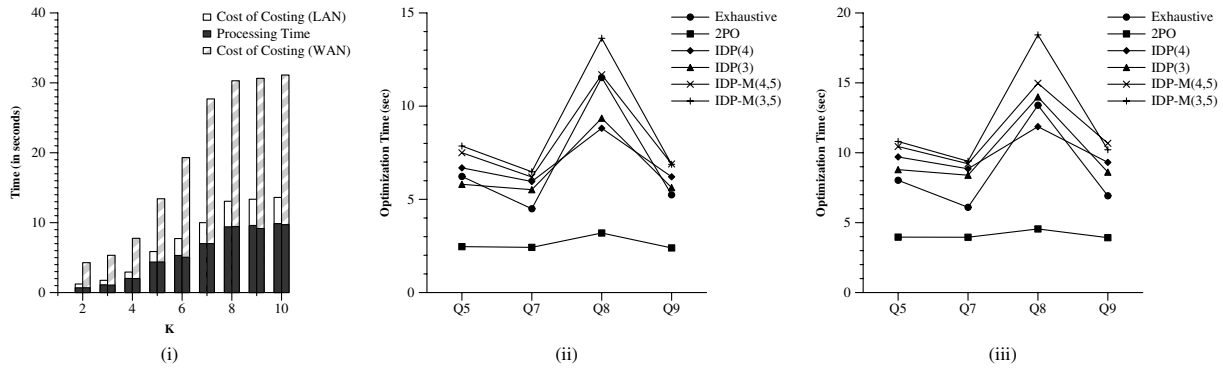 40
30
20
10
0
Time (in seconds)
Cost of Costing (LAN)
Processing Time
Cost of Costing (WAN)
2
4
6
8
10
K
(i)
15
10
5
0
Optimization Time (sec)
Exhaustive
2PO
IDP(4)
IDP(3)
IDP-M(4,5)
IDP-M(3,5)
Q5
Q7
Q8
Q9
(ii)
20
15
10
5
0
Optimization Time (sec)
Exhaustive
2PO
IDP(4)
IDP(3)
IDP-M(4,5)
IDP-M(3,5)
Q5
Q7
Q8
Q9
(iii)